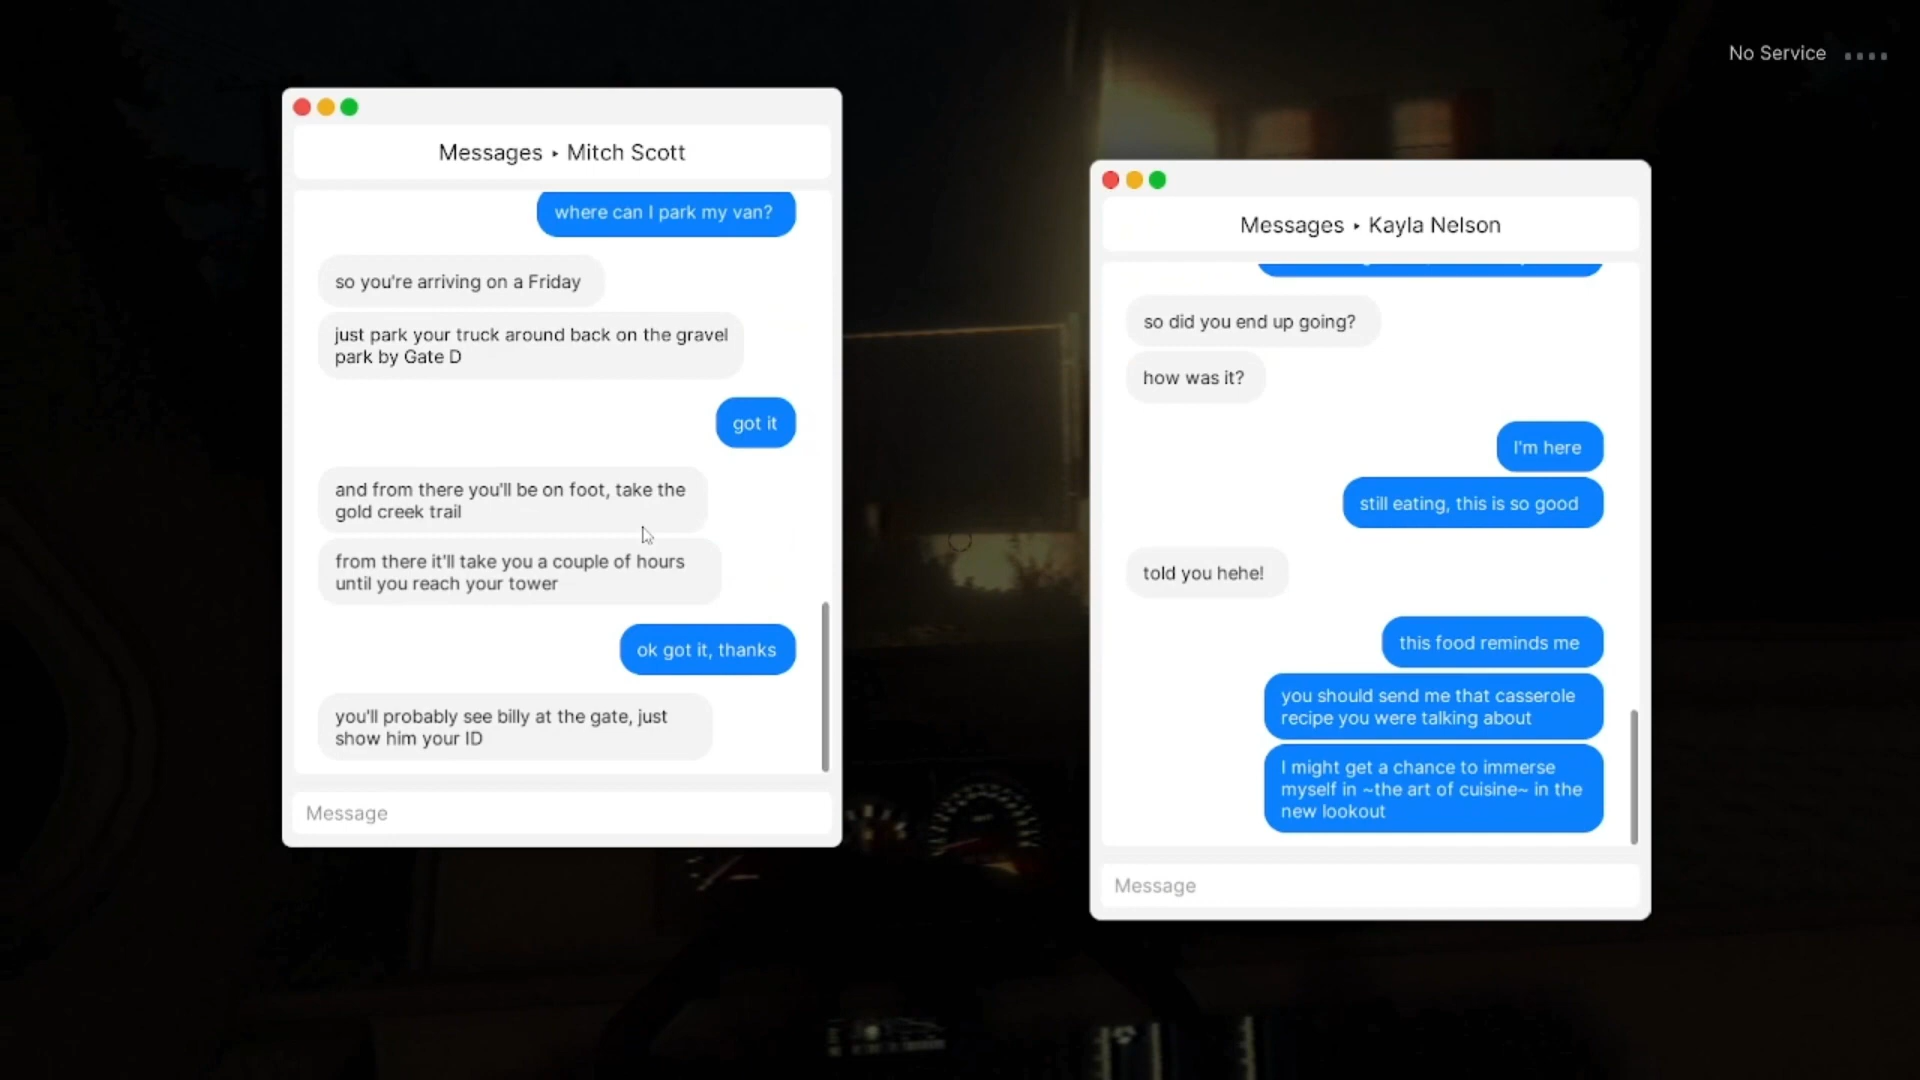 No Service
Messages ‣ Mitch Scott
where can I park my van?
so you're arriving on a Friday
just park your truck around back on the gravel
park by Gate D
got it
and from there you'll be on foot, take the
gold creek trail
from there it'll take you a couple of hours
until you reach your tower
ok got it, thanks
you'll probably see billy at the gate, just
show him your ID
Message
Messages ‣ Kayla Nelson
so did you end up going?
how was it?
I'm here
still eating, this is so good
told you hehe!
this food reminds me
you should send me that casserole
recipe you were talking about
I might get a chance to immerse
myself in ~the art of cuisine~ in the
new lookout
Message